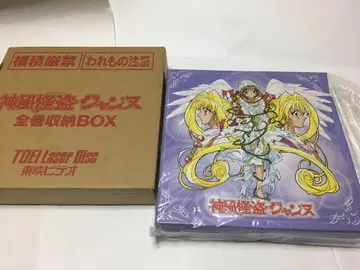 横積厳禁
われもの注意
神風怪盗ジャンヌ
全巻収納BOX
TOEI Laser Disc
東映ビデオ
神風怪盗ジャンヌ